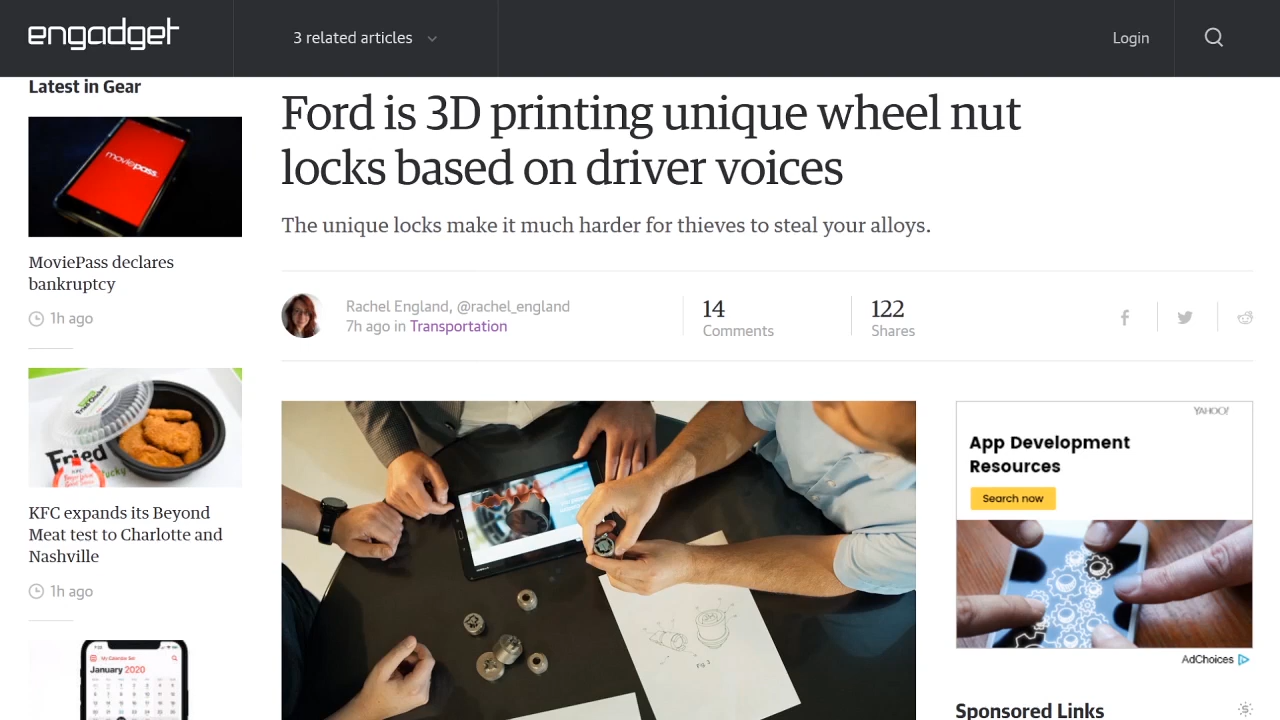 engadget
3 related articles
Login
Latest in Gear
moviepass
MoviePass declares
bankruptcy
1h ago
Fried
KFC expands its Beyond
Meat test to Charlotte and
Nashville
1h ago
My Calendar Set
January 2020
Ford is 3D printing unique wheel nut
locks based on driver voices
The unique locks make it much harder for thieves to steal your alloys.
Rachel England, @rachel_england
7h ago in Transportation
14
Comments
122
Shares
YAHOO!
App Development
Resources
Search now
AdChoices
Sponsored Links